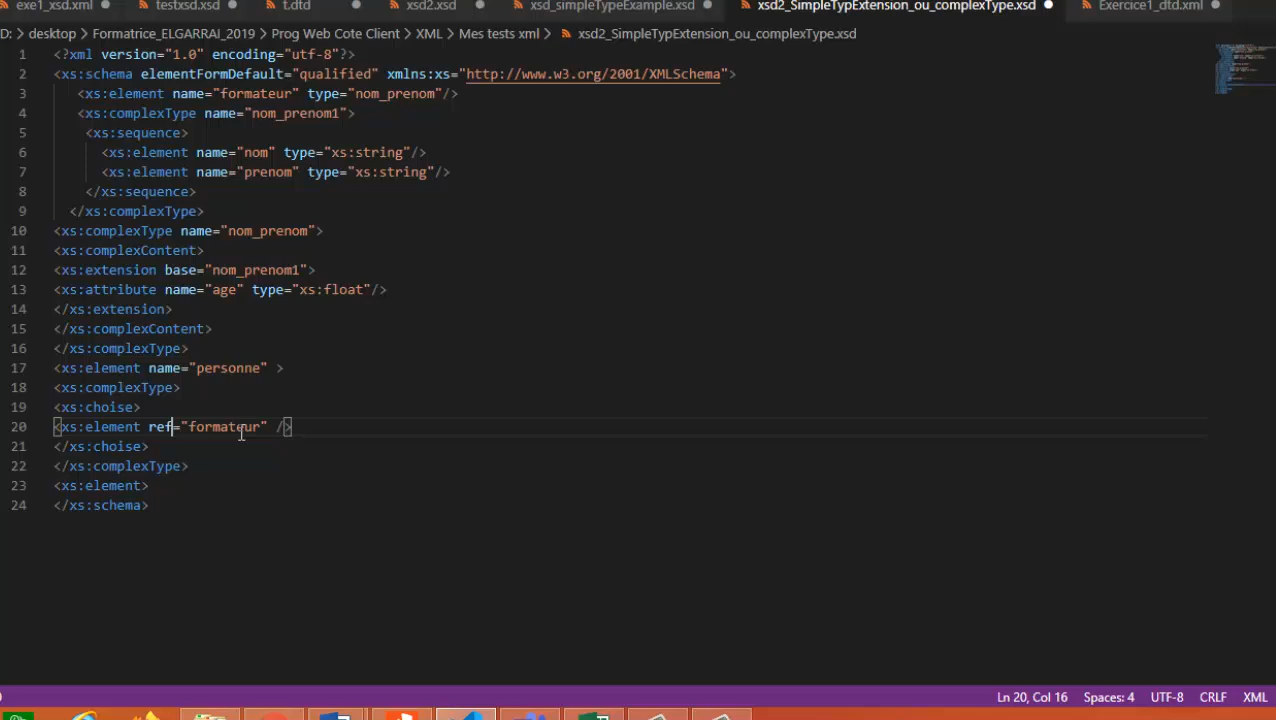 exe1_xsd.xml testxsd.xsd t.dtd xsd2.xsd xsd_simpleTypeExample.xsd xsd2_SimpleTypExtension_ou_complexType.xsd Exercice1_dtd.xml
D: > desktop > Formatrice_ELGARRAI_2019 > Prog Web Cote Client > XML > Mes tests xml > xsd2_SimpleTypExtension_ou_complexType.xsd
1 <?xml version="1.0" encoding="utf-8"?>
2 <xs:schema elementFormDefault="qualified" xmlns:xs="http://www.w3.org/2001/XMLSchema">
3 <xs:element name="formateur" type="nom_prenom"/>
4 <xs:complexType name="nom_prenom1">
5 <xs:sequence>
6 <xs:element name="nom" type="xs:string"/>
7 <xs:element name="prenom" type="xs:string"/>
8 </xs:sequence>
9 </xs:complexType>
10 <xs:complexType name="nom_prenom">
11 <xs:complexContent>
12 <xs:extension base="nom_prenom1">
13 <xs:attribute name="age" type="xs:float"/>
14 </xs:extension>
15 </xs:complexContent>
16 </xs:complexType>
17 <xs:element name="personne" >
18 <xs:complexType>
19 <xs:choise>
20 <xs:element ref="formateur" />
21 </xs:choise>
22 </xs:complexType>
23 <xs:element>
24 </xs:schema>
Ln 20, Col 16 Spaces: 4 UTF-8 CRLF XML